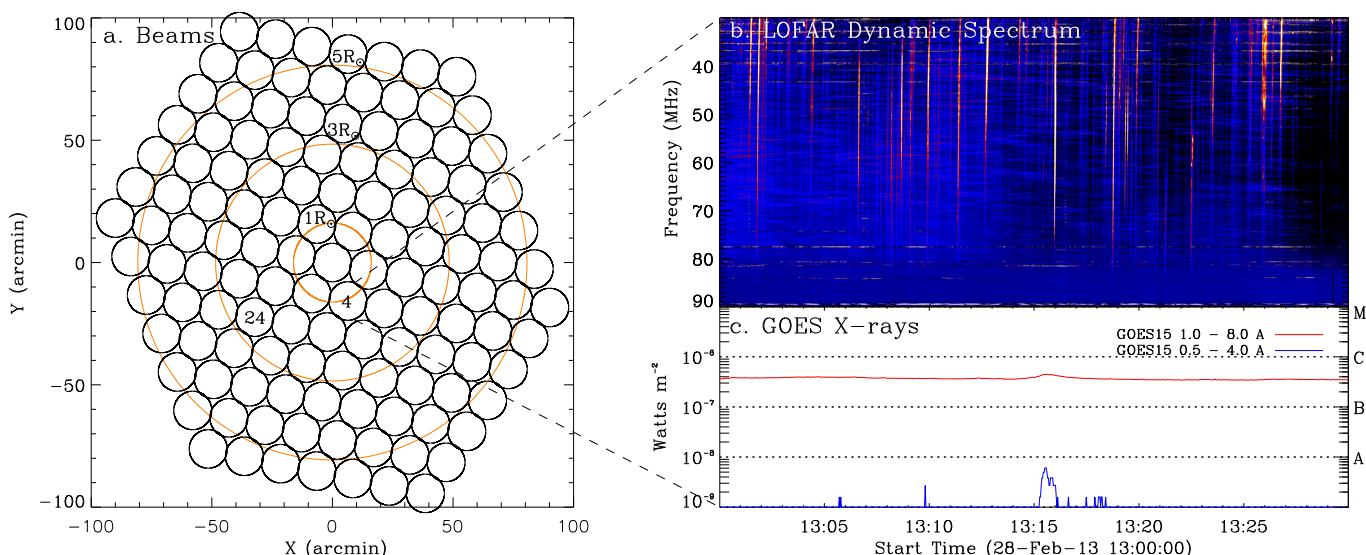 a. Beams
5R☉
3R☉
1R☉
4
24
100
50
0
-50
-100
Y (arcmin)
-100
-50
0
50
100
X (arcmin)
b. LOFAR Dynamic Spectrum
40
50
60
70
80
90
Frequency (MHz)
c. GOES X-rays
GOES15 1.0 - 8.0 A
GOES15 0.5 - 4.0 A
10⁻⁶
10⁻⁷
10⁻⁸
10⁻⁹
Watts m⁻²
M
C
B
A
13:05
13:10
13:15
13:20
13:25
Start Time (28-Feb-13 13:00:00)